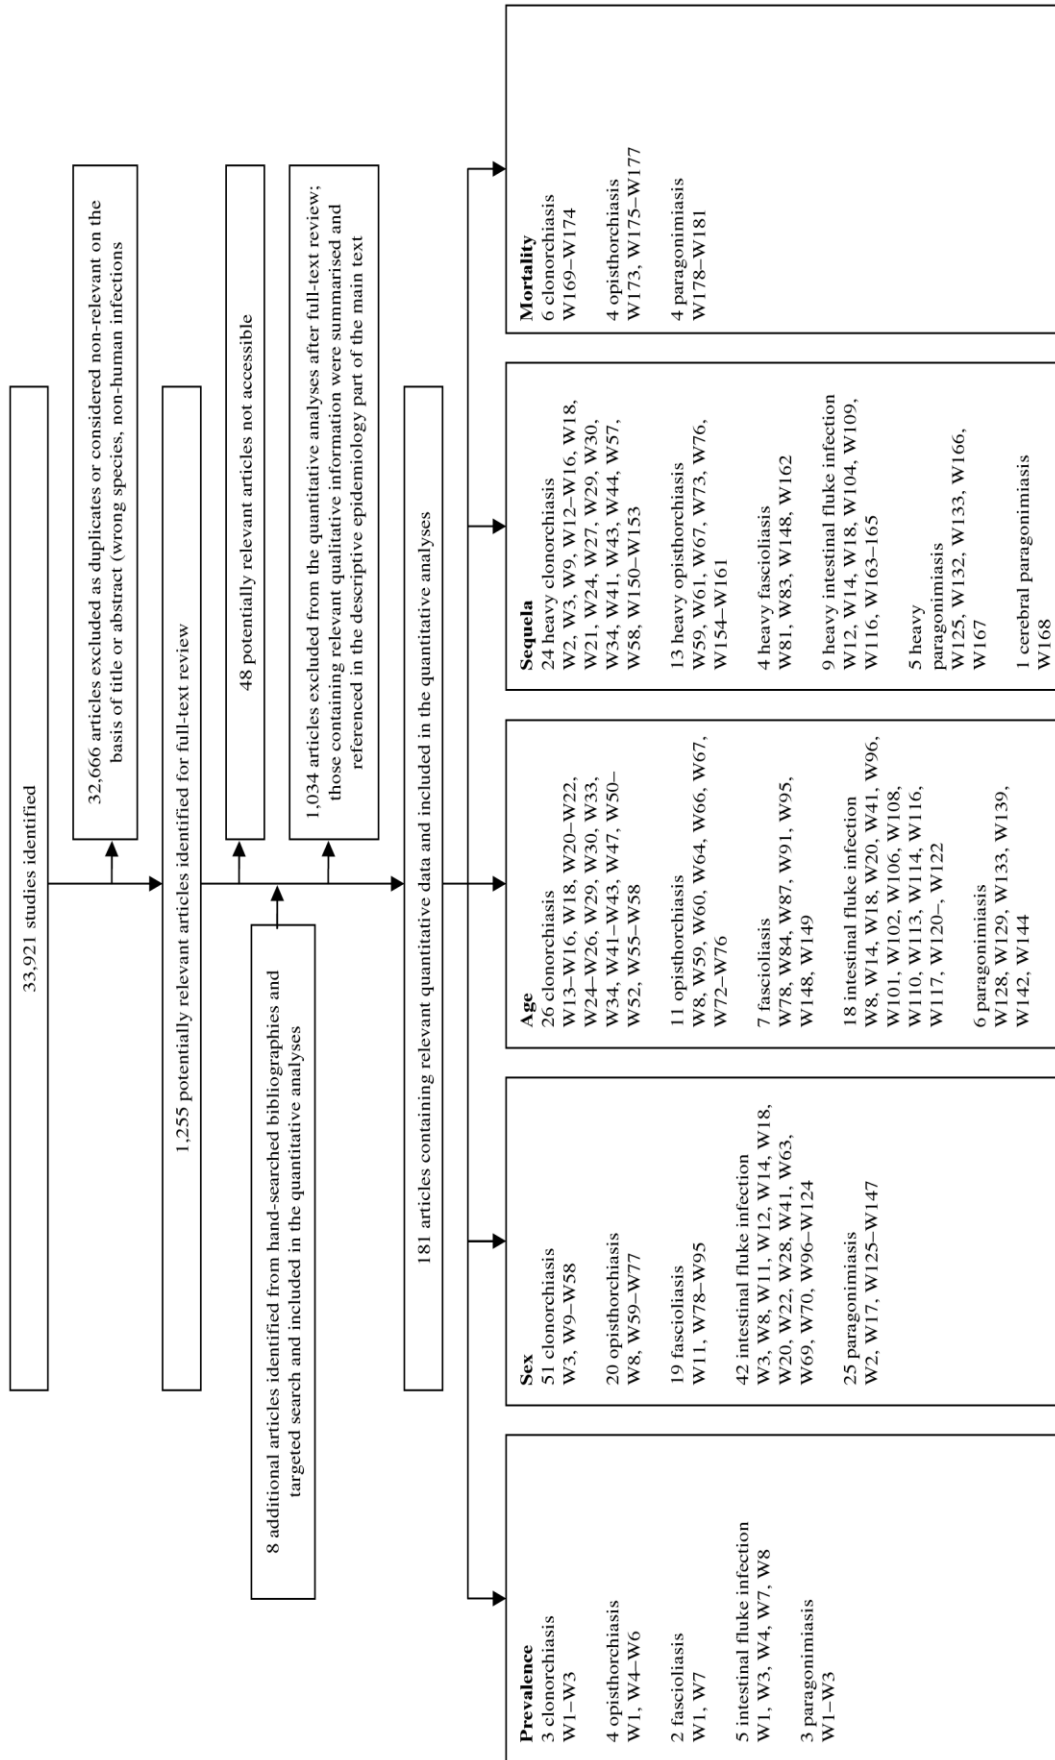 33,921 studies identified
32,666 articles excluded as duplicates or considered non-relevant on the
basis of title or abstract (wrong species, non-human infections
1,255 potentially relevant articles identified for full-text review
48 potentially relevant articles not accessible
8 additional articles identified from hand-searched bibliographies and
targeted search and included in the quantitative analyses
1,034 articles excluded from the quantitative analyses after full-text review;
those containing relevant qualitative information were summarised and
referenced in the descriptive epidemiology part of the main text
181 articles containing relevant quantitative data and included in the quantitative analyses
Prevalence
3 clonorchiasis
W1–W3
4 opisthorchiasis
W1, W4–W6
2 fascioliasis
W1, W7
5 intestinal fluke infection
W1, W3, W4, W7, W8
3 paragonimiasis
W1–W3
Sex
51 clonorchiasis
W3, W9–W58
20 opisthorchiasis
W8, W59–W77
19 fascioliasis
W11, W78–W95
42 intestinal fluke infection
W3, W8, W11, W12, W14, W18,
W20, W22, W28, W41, W63,
W69, W70, W96–W124
25 paragonimiasis
W2, W17, W125–W147
Age
26 clonorchiasis
W13–W16, W18, W20–W22,
W24–W26, W29, W30, W33,
W34, W41–W43, W47, W50–
W52, W55–W58
11 opisthorchiasis
W8, W59, W60, W64, W66, W67,
W72–W76
7 fascioliasis
W78, W84, W87, W91, W95,
W148, W149
18 intestinal fluke infection
W8, W14, W18, W20, W41, W96,
W101, W102, W106, W108,
W110, W113, W114, W116,
W117, W120–, W122
6 paragonimiasis
W128, W129, W133, W139,
W142, W144
Sequela
24 heavy clonorchiasis
W2, W3, W9, W12–W16, W18,
W21, W24, W27, W29, W30,
W34, W41, W43, W44, W57,
W58, W150–W153
13 heavy opisthorchiasis
W59, W61, W67, W73, W76,
W154–W161
4 heavy fascioliasis
W81, W83, W148, W162
9 heavy intestinal fluke infection
W12, W14, W18, W104, W109,
W116, W163–165
5 heavy
paragonimiasis
W125, W132, W133, W166,
W167
1 cerebral paragonimiasis
W168
Mortality
6 clonorchiasis
W169–W174
4 opisthorchiasis
W173, W175–W177
4 paragonimiasis
W178–W181